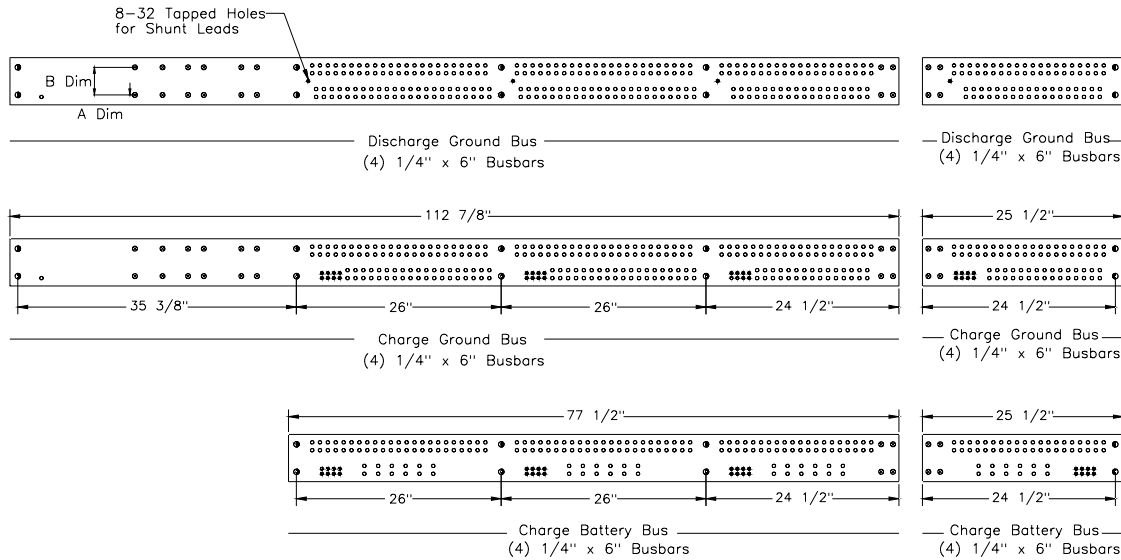 8-32 Tapped Holes
for Shunt Leads
B Dim
A Dim
Discharge Ground Bus
(4) 1/4" x 6" Busbars
Discharge Ground Bus
(4) 1/4" x 6" Busbars
112 7/8"
25 1/2"
35 3/8"
26"
26"
24 1/2"
24 1/2"
Charge Ground Bus
(4) 1/4" x 6" Busbars
Charge Ground Bus
(4) 1/4" x 6" Busbars
77 1/2"
25 1/2"
26"
26"
24 1/2"
24 1/2"
Charge Battery Bus
(4) 1/4" x 6" Busbars
Charge Battery Bus
(4) 1/4" x 6" Busbars